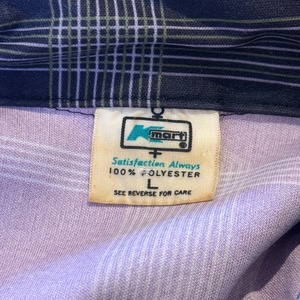 Kmart
Satisfaction Always
100% POLYESTER
L
SEE REVERSE FOR CARE